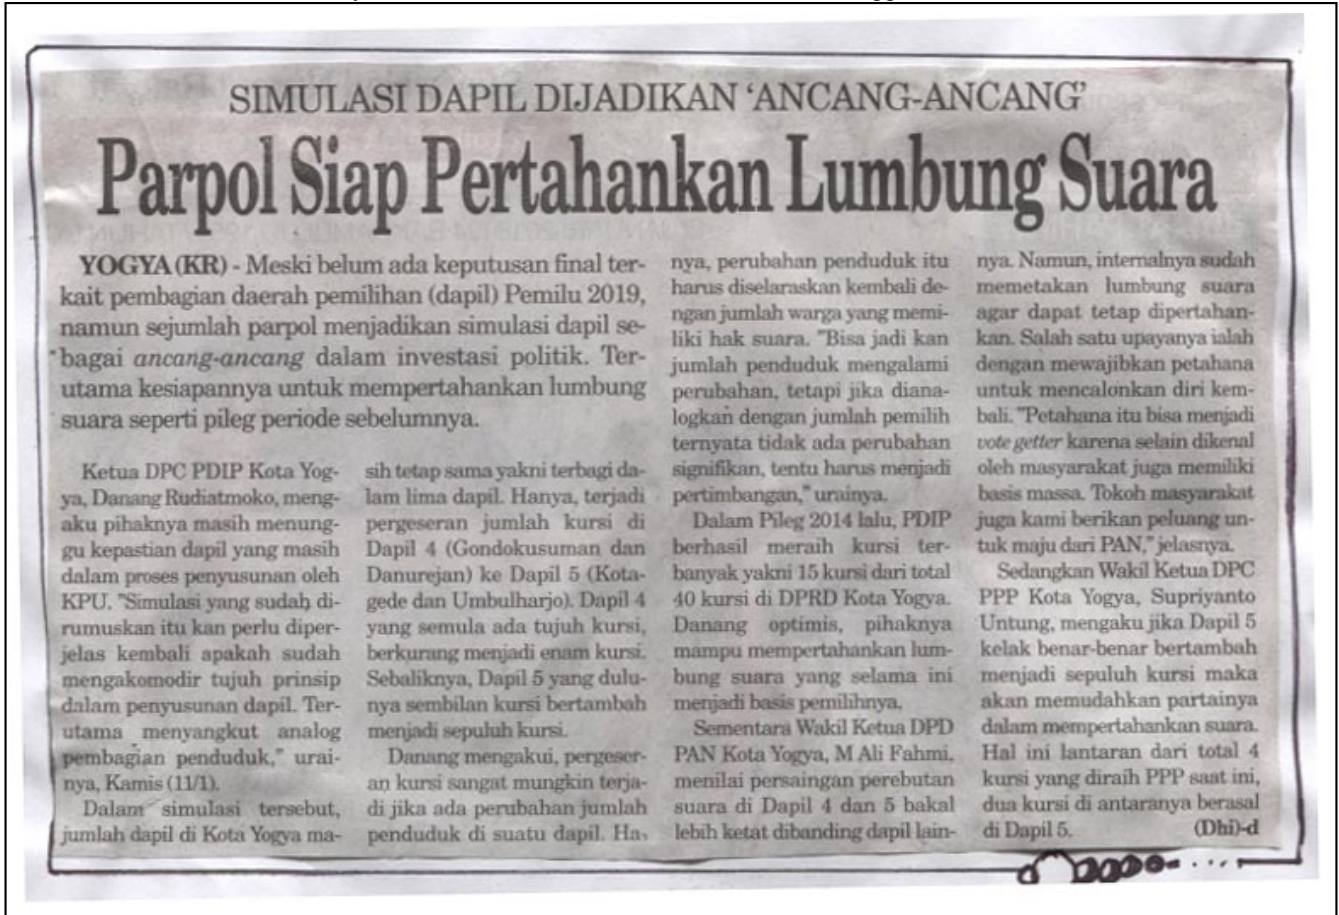 SIMULASI DAPIL DIJADIKAN 'ANCANG-ANCANG'
Parpol Siap Pertahankan Lumbung Suara
YOGYA (KR) - Meski belum ada keputusan final ter-
kait pembagian daerah pemilihan (dapil) Pemilu 2019,
namun sejumlah parpol menjadikan simulasi dapil se-
bagai ancang-ancang dalam investasi politik. Ter-
utama kesiapannya untuk mempertahankan lumbung
suara seperti pileg periode sebelumnya.
Ketua DPC PDIP Kota Yog-
ya, Danang Rudiatmoko, meng-
aku pihaknya masih menung-
gu kepastian dapil yang masih
dalam proses penyusunan oleh
KPU. "Simulasi yang sudah di-
rumuskan itu kan perlu diper-
jelas kembali apakah sudah
mengakomodir tujuh prinsip
dalam penyusunan dapil. Ter-
utama menyangkut analog
pembagian penduduk," urai-
nya, Kamis (11/1).
Dalam simulasi tersebut,
jumlah dapil di Kota Yogya ma-
sih tetap sama yakni terbagi da-
lam lima dapil. Hanya, terjadi
pergeseran jumlah kursi di
Dapil 4 (Gondokusuman dan
Danurejan) ke Dapil 5 (Kota-
gede dan Umbulharjo). Dapil 4
yang semula ada tujuh kursi,
berkurang menjadi enam kursi.
Sebaliknya, Dapil 5 yang dulu-
nya sembilan kursi bertambah
menjadi sepuluh kursi.
Danang mengakui, pergeser-
an kursi sangat mungkin terja-
di jika ada perubahan jumlah
penduduk di suatu dapil. Ha,
nya, perubahan penduduk itu
harus diselaraskan kembali de-
ngan jumlah warga yang memi-
liki hak suara. "Bisa jadi kan
jumlah penduduk mengalami
perubahan, tetapi jika diana-
logkan dengan jumlah pemilih
ternyata tidak ada perubahan
signifikan, tentu harus menjadi
pertimbangan," urainya.
Dalam Pileg 2014 lalu, PDIP
berhasil meraih kursi ter-
banyak yakni 15 kursi dari total
40 kursi di DPRD Kota Yogya.
Danang optimis, pihaknya
mampu mempertahankan lum-
bung suara yang selama ini
menjadi basis pemilihnya.
Sementara Wakil Ketua DPD
PAN Kota Yogya, M Ali Fahmi,
menilai persaingan perebutan
suara di Dapil 4 dan 5 bakal
lebih ketat dibanding dapil lain-
nya. Namun, internalnya sudah
memetakan lumbung suara
agar dapat tetap dipertahan-
kan. Salah satu upayanya ialah
dengan mewajibkan petahana
untuk mencalonkan diri kem-
bali. "Petahana itu bisa menjadi
vote getter karena selain dikenal
oleh masyarakat juga memiliki
basis massa. Tokoh masyarakat
juga kami berikan peluang un-
tuk maju dari PAN," jelasnya.
Sedangkan Wakil Ketua DPC
PPP Kota Yogya, Supriyanto
Untung, mengaku jika Dapil 5
kelak benar-benar bertambah
menjadi sepuluh kursi maka
akan memudahkan partainya
dalam mempertahankan suara.
Hal ini lantaran dari total 4
kursi yang diraih PPP saat ini,
dua kursi di antaranya berasal
di Dapil 5. (Dhi)-d